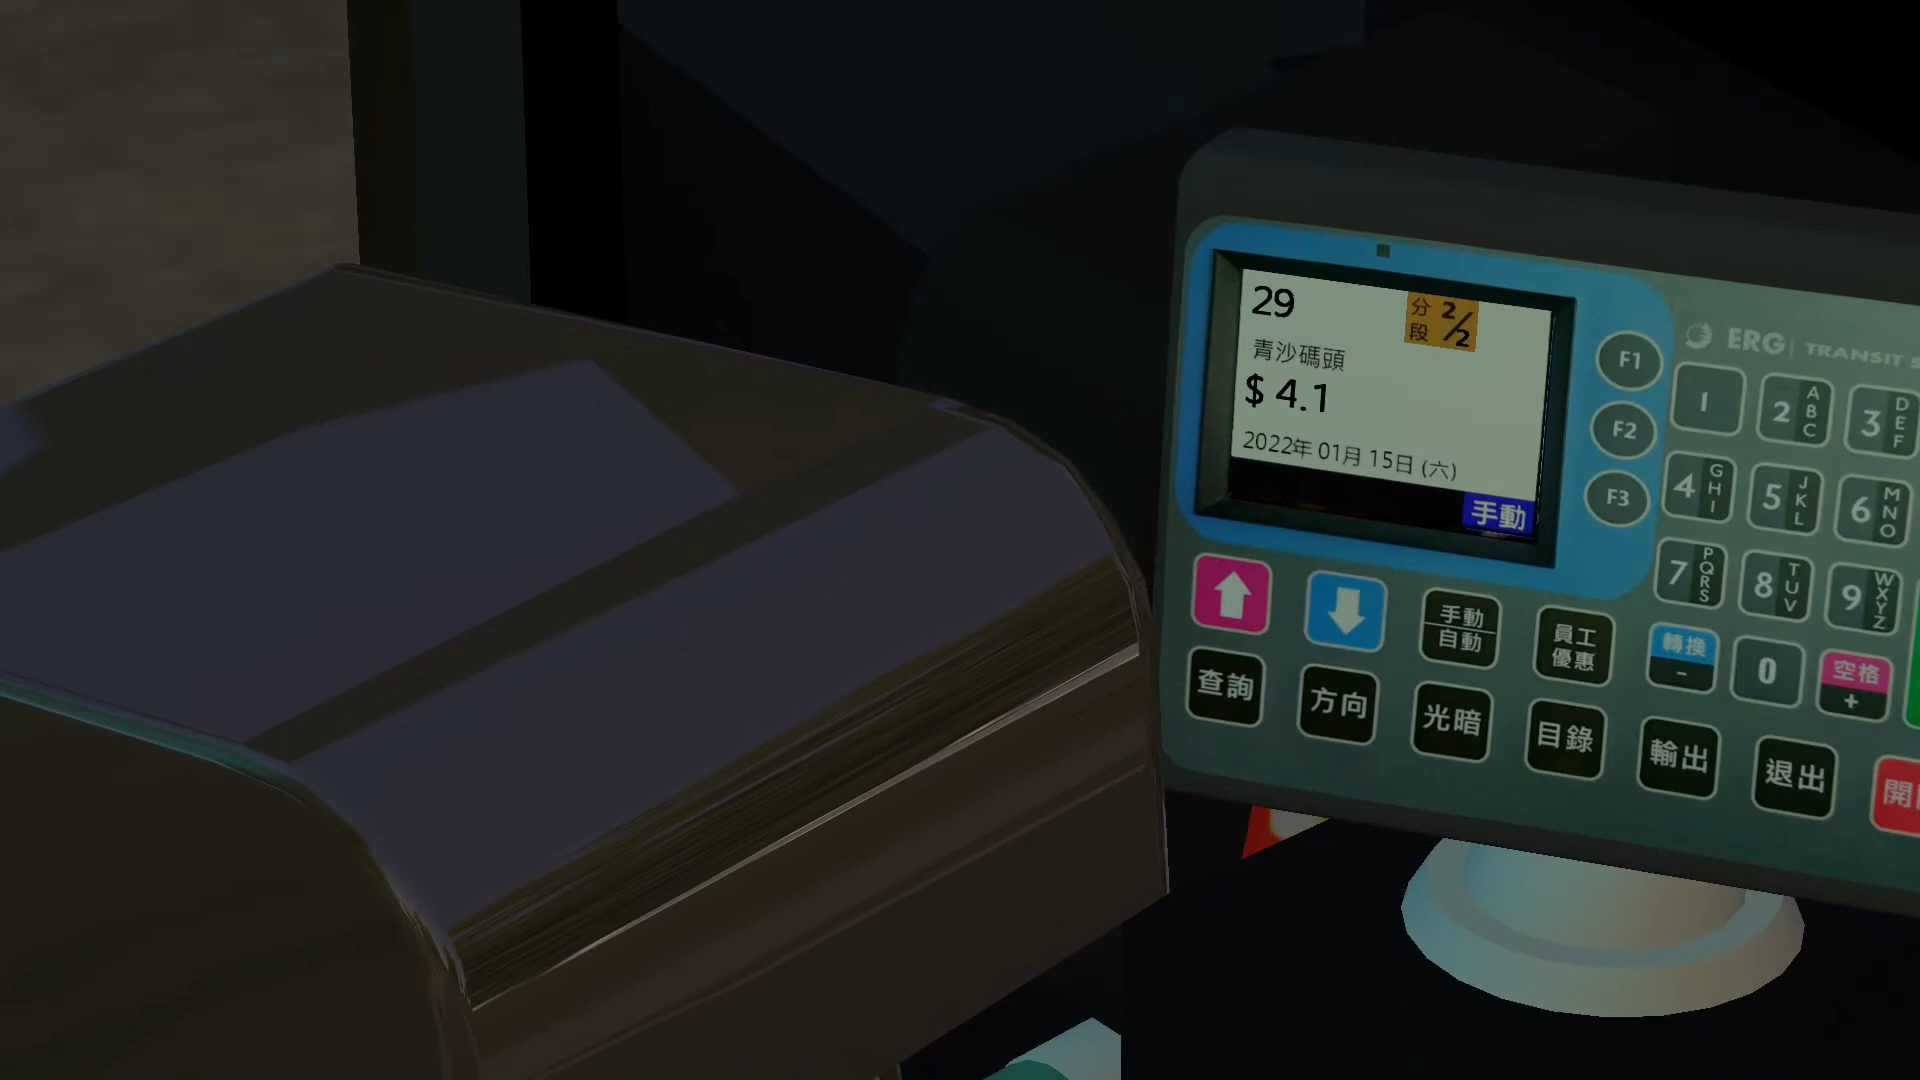 29
分段 2/2
青沙碼頭
$ 4.1
2022年 01月 15日 (六)
手動
F1
F2
F3
ERG | TRANSIT S
1
2 ABC
3 DEF
4 GHI
5 JKL
6 MNO
7 PQRS
8 TUV
9 WXYZ
手動
自動
員工
優惠
轉換
-
0
空格
+
查詢
方向
光暗
目錄
輸出
退出
開